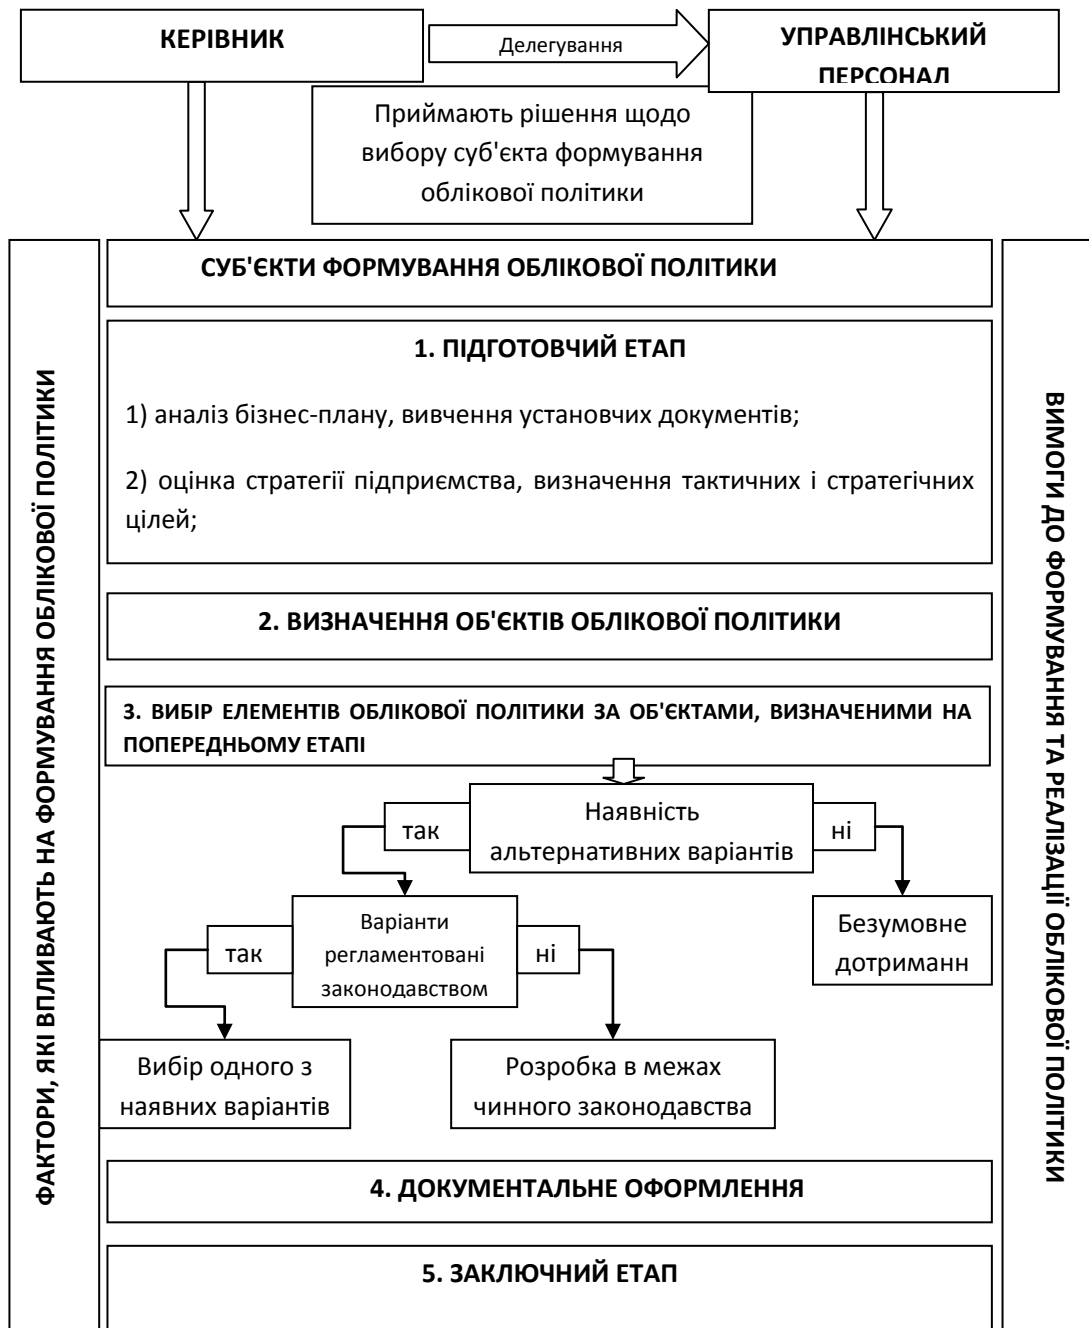 КЕРІВНИК
Делегування
УПРАВЛІНСЬКИЙ
ПЕРСОНАЛ
Приймають рішення щодо
вибору суб'єкта формування
облікової політики
СУБ'ЄКТИ ФОРМУВАННЯ ОБЛІКОВОЇ ПОЛІТИКИ
ФАКТОРИ, ЯКІ ВПЛИВАЮТЬ НА ФОРМУВАННЯ ОБЛІКОВОЇ ПОЛІТИКИ
1. ПІДГОТОВЧИЙ ЕТАП
1) аналіз бізнес-плану, вивчення установчих документів;
2) оцінка стратегії підприємства, визначення тактичних і стратегічних
цілей;
2. ВИЗНАЧЕННЯ ОБ'ЄКТІВ ОБЛІКОВОЇ ПОЛІТИКИ
3. ВИБІР ЕЛЕМЕНТІВ ОБЛІКОВОЇ ПОЛІТИКИ ЗА ОБ'ЄКТАМИ, ВИЗНАЧЕНИМИ НА
ПОПЕРЕДНЬОМУ ЕТАПІ
так
Наявність
альтернативних варіантів
ні
так
Варіанти
регламентовані
законодавством
ні
Безумовне
дотриманн
Вибір одного з
наявних варіантів
Розробка в межах
чинного законодавства
4. ДОКУМЕНТАЛЬНЕ ОФОРМЛЕННЯ
5. ЗАКЛЮЧНИЙ ЕТАП
ВИМОГИ ДО ФОРМУВАННЯ ТА РЕАЛІЗАЦІЇ ОБЛІКОВОЇ ПОЛІТИКИ